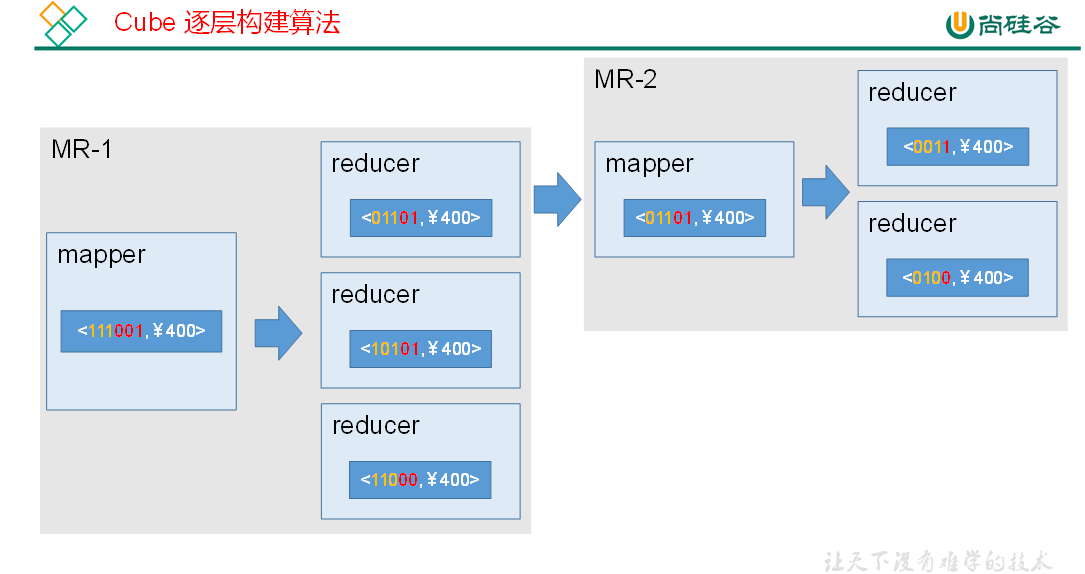 Cube 逐层构建算法
尚硅谷
MR-1
mapper
<111001,￥400>
reducer
<01101,￥400>
reducer
<10101,￥400>
reducer
<11000,￥400>
MR-2
mapper
<01101,￥400>
reducer
<0011,￥400>
reducer
<0100,￥400>
让天下没有难学的技术